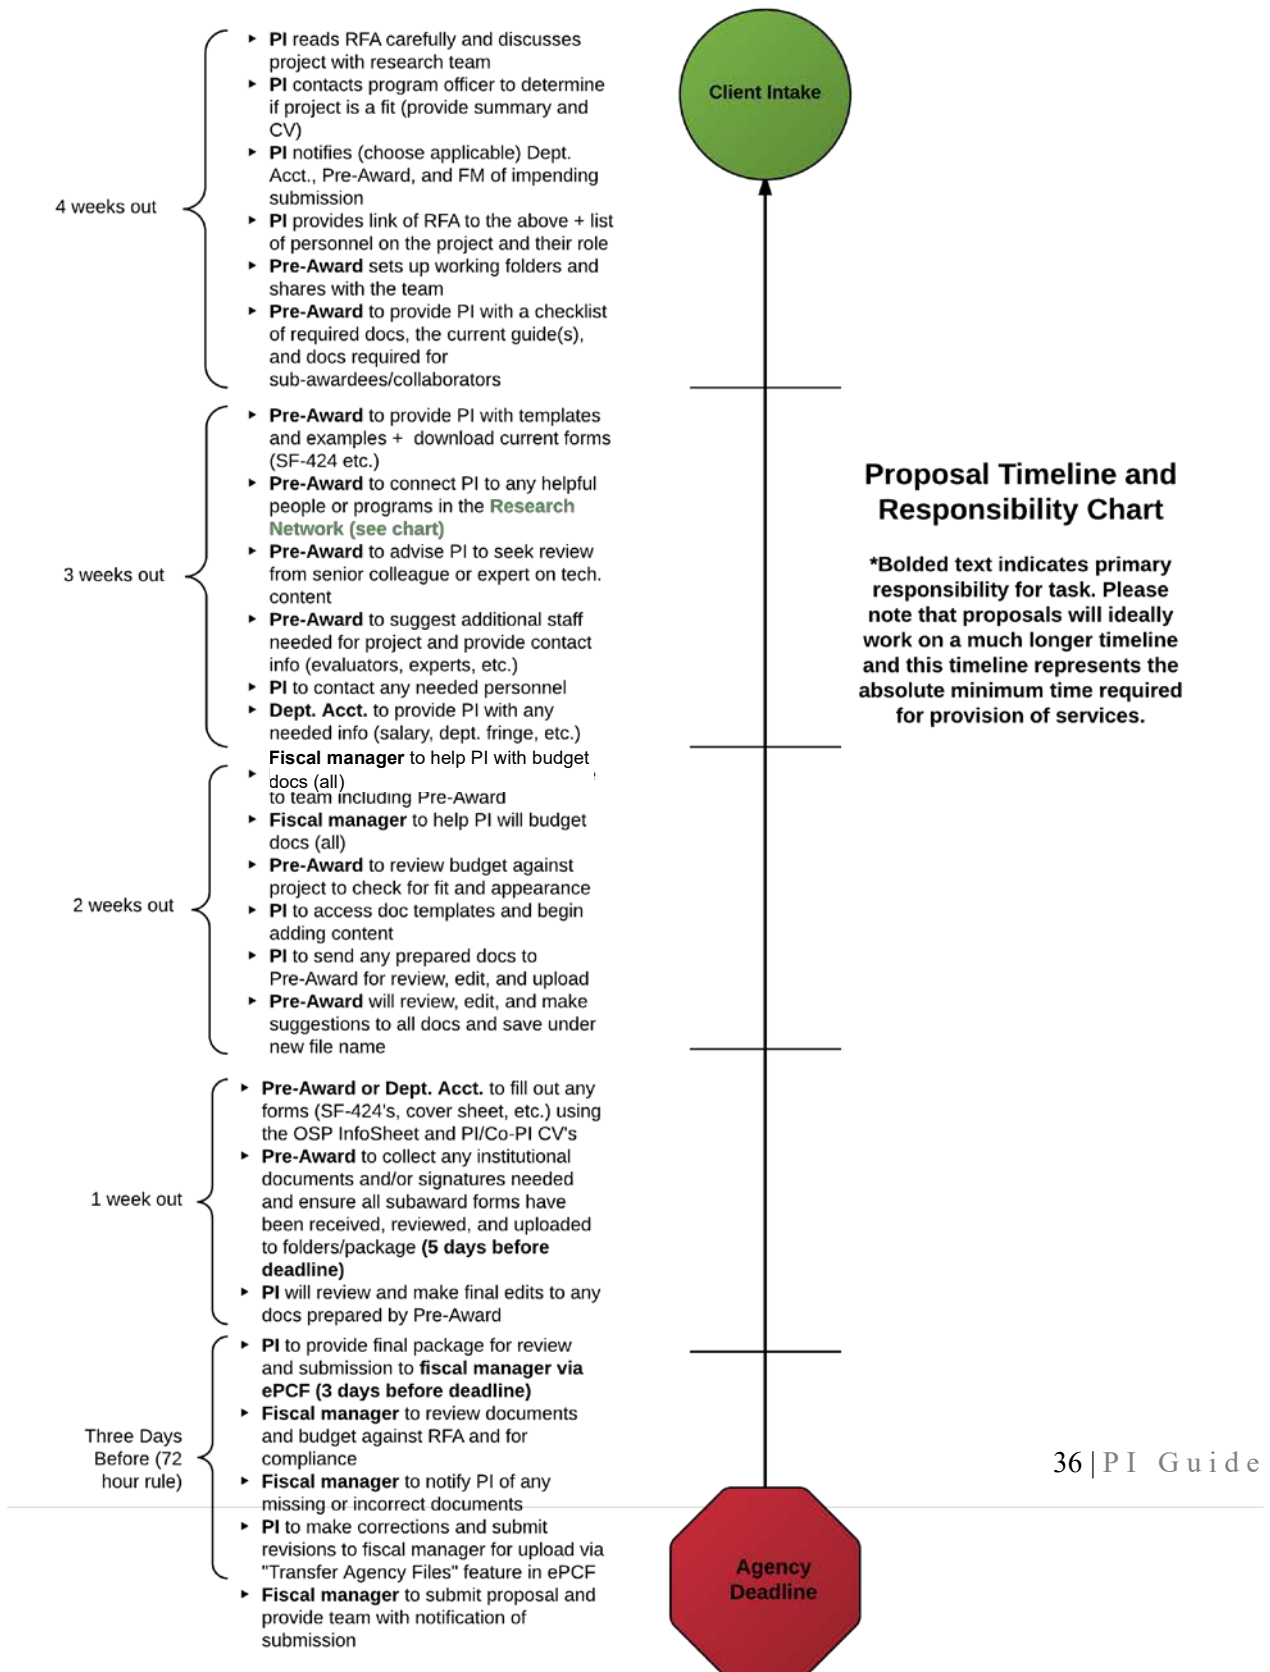 4 weeks out
► PI reads RFA carefully and discusses
project with research team
► PI contacts program officer to determine
if project is a fit (provide summary and
CV)
► PI notifies (choose applicable) Dept.
Acct., Pre-Award, and FM of impending
submission
► PI provides link of RFA to the above + list
of personnel on the project and their role
► Pre-Award sets up working folders and
shares with the team
► Pre-Award to provide PI with a checklist
of required docs, the current guide(s),
and docs required for
sub-awardees/collaborators
3 weeks out
► Pre-Award to provide PI with templates
and examples + download current forms
(SF-424 etc.)
► Pre-Award to connect PI to any helpful
people or programs in the Research
Network (see chart)
► Pre-Award to advise PI to seek review
from senior colleague or expert on tech.
content
► Pre-Award to suggest additional staff
needed for project and provide contact
info (evaluators, experts, etc.)
► PI to contact any needed personnel
► Dept. Acct. to provide PI with any
needed info (salary, dept. fringe, etc.)
2 weeks out
► Fiscal manager to help PI with budget
docs (all)
to team including Pre-Award
► Fiscal manager to help PI will budget
docs (all)
► Pre-Award to review budget against
project to check for fit and appearance
► PI to access doc templates and begin
adding content
► PI to send any prepared docs to
Pre-Award for review, edit, and upload
► Pre-Award will review, edit, and make
suggestions to all docs and save under
new file name
1 week out
► Pre-Award or Dept. Acct. to fill out any
forms (SF-424's, cover sheet, etc.) using
the OSP InfoSheet and PI/Co-PI CV's
► Pre-Award to collect any institutional
documents and/or signatures needed
and ensure all subaward forms have
been received, reviewed, and uploaded
to folders/package (5 days before
deadline)
► PI will review and make final edits to any
docs prepared by Pre-Award
Three Days
Before (72
hour rule)
► PI to provide final package for review
and submission to fiscal manager via
ePCF (3 days before deadline)
► Fiscal manager to review documents
and budget against RFA and for
compliance
► Fiscal manager to notify PI of any
missing or incorrect documents
► PI to make corrections and submit
revisions to fiscal manager for upload via
"Transfer Agency Files" feature in ePCF
► Fiscal manager to submit proposal and
provide team with notification of
submission
Client Intake
Proposal Timeline and
Responsibility Chart
*Bolded text indicates primary
responsibility for task. Please
note that proposals will ideally
work on a much longer timeline
and this timeline represents the
absolute minimum time required
for provision of services.
Agency
Deadline
36 | PI Guide